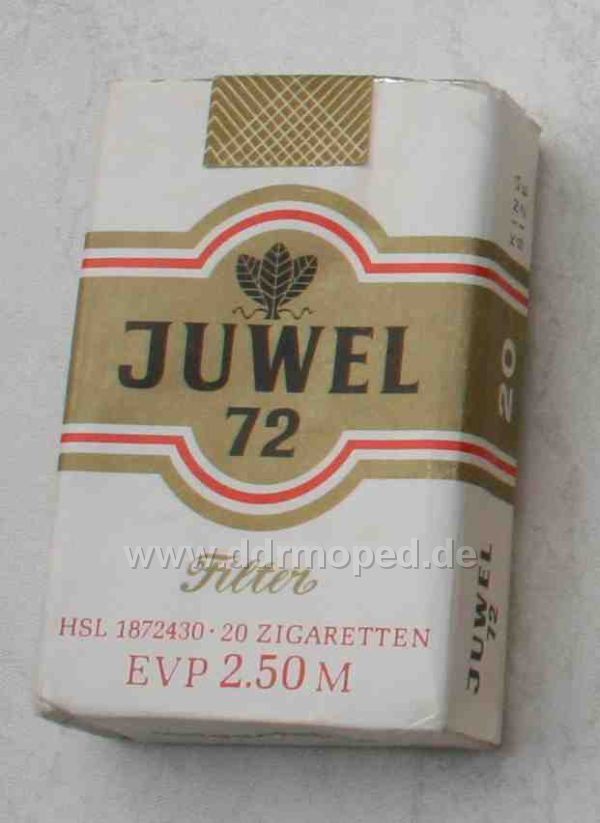 JUWEL
72
www.ddrmoped.de
Filter
HSL 1872430 · 20 ZIGARETTEN
EVP 2.50 M
20
JUWEL
72